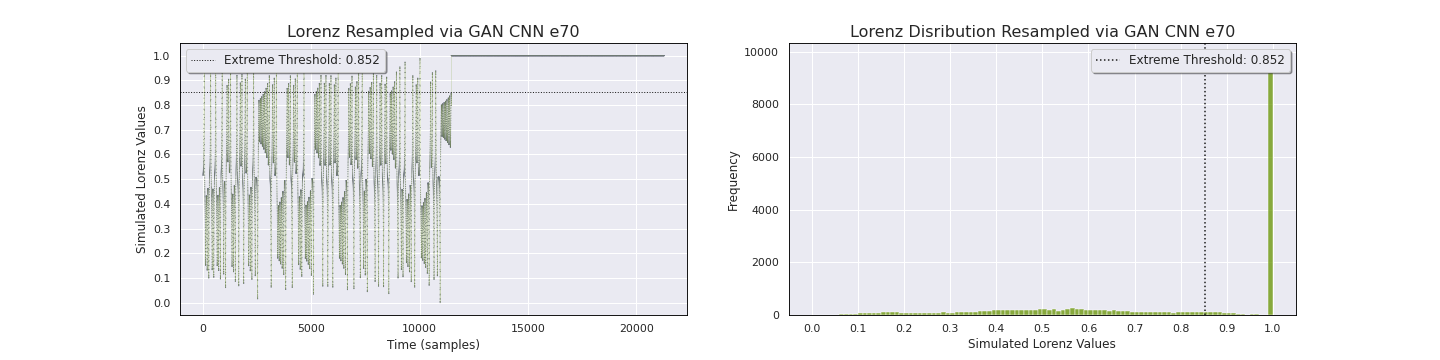 Lorenz Resampled via GAN CNN e70
Extreme Threshold: 0.852
Simulated Lorenz Values
1.0
0.9
0.8
0.7
0.6
0.5
0.4
0.3
0.2
0.1
0.0
0 5000 10000 15000 20000
Time (samples)
Lorenz Disribution Resampled via GAN CNN e70
Extreme Threshold: 0.852
Frequency
10000
8000
6000
4000
2000
0
0.0 0.1 0.2 0.3 0.4 0.5 0.6 0.7 0.8 0.9 1.0
Simulated Lorenz Values